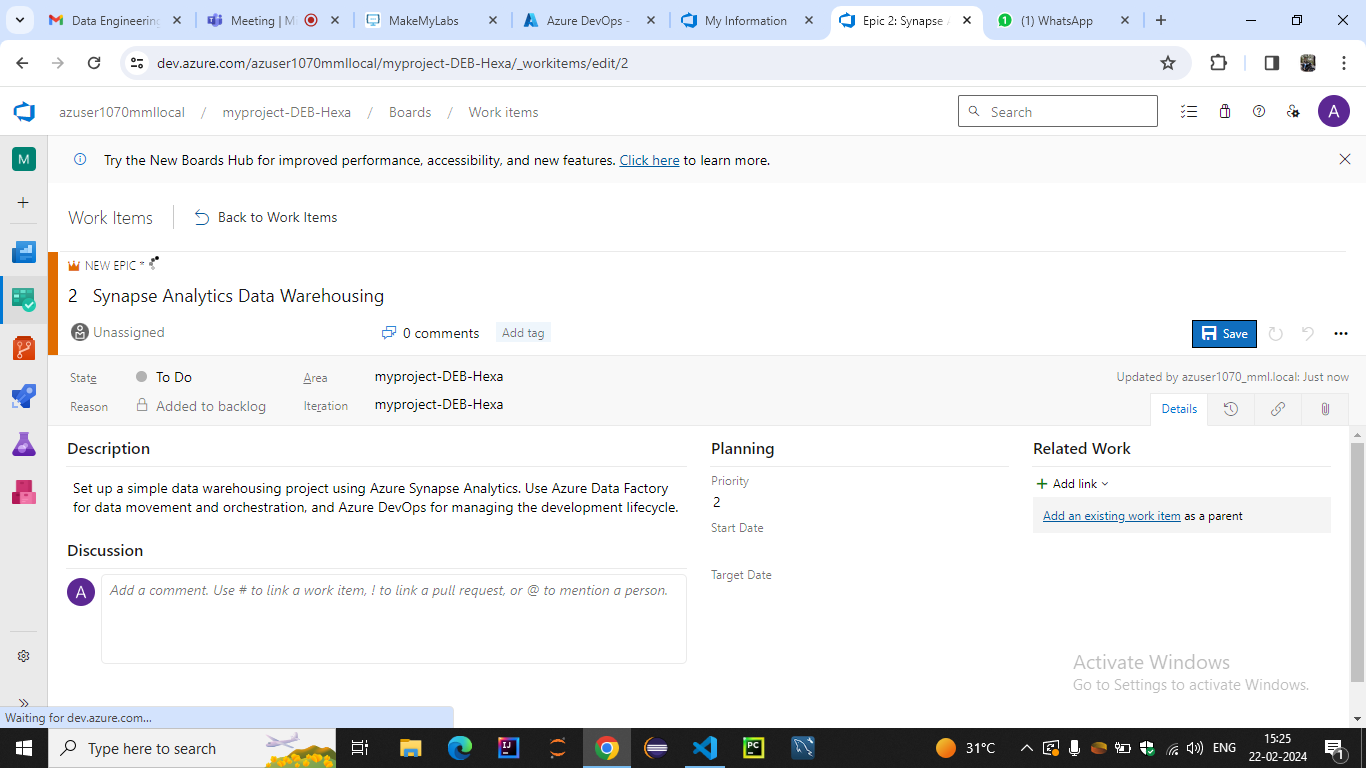 Data Engineering
Meeting | M
MakeMyLabs
Azure DevOps -
My Information
Epic 2: Synapse A
(1) WhatsApp
dev.azure.com/azuser1070mmllocal/myproject-DEB-Hexa/_workitems/edit/2
azuser1070mmllocal / myproject-DEB-Hexa / Boards / Work items
Search
A
M
Try the New Boards Hub for improved performance, accessibility, and new features. Click here to learn more.
Work Items
Back to Work Items
NEW EPIC *
2 Synapse Analytics Data Warehousing
Unassigned
0 comments
Add tag
Save
State To Do
Area myproject-DEB-Hexa
Updated by azuser1070_mml.local: Just now
Reason Added to backlog
Iteration myproject-DEB-Hexa
Details
Description
Set up a simple data warehousing project using Azure Synapse Analytics. Use Azure Data Factory
for data movement and orchestration, and Azure DevOps for managing the development lifecycle.
Discussion
A
Add a comment. Use # to link a work item, ! to link a pull request, or @ to mention a person.
Planning
Priority
2
Start Date
Target Date
Related Work
Add link
Add an existing work item as a parent
Activate Windows
Go to Settings to activate Windows.
Waiting for dev.azure.com...
Type here to search
31°C
ENG
15:25
22-02-2024
1